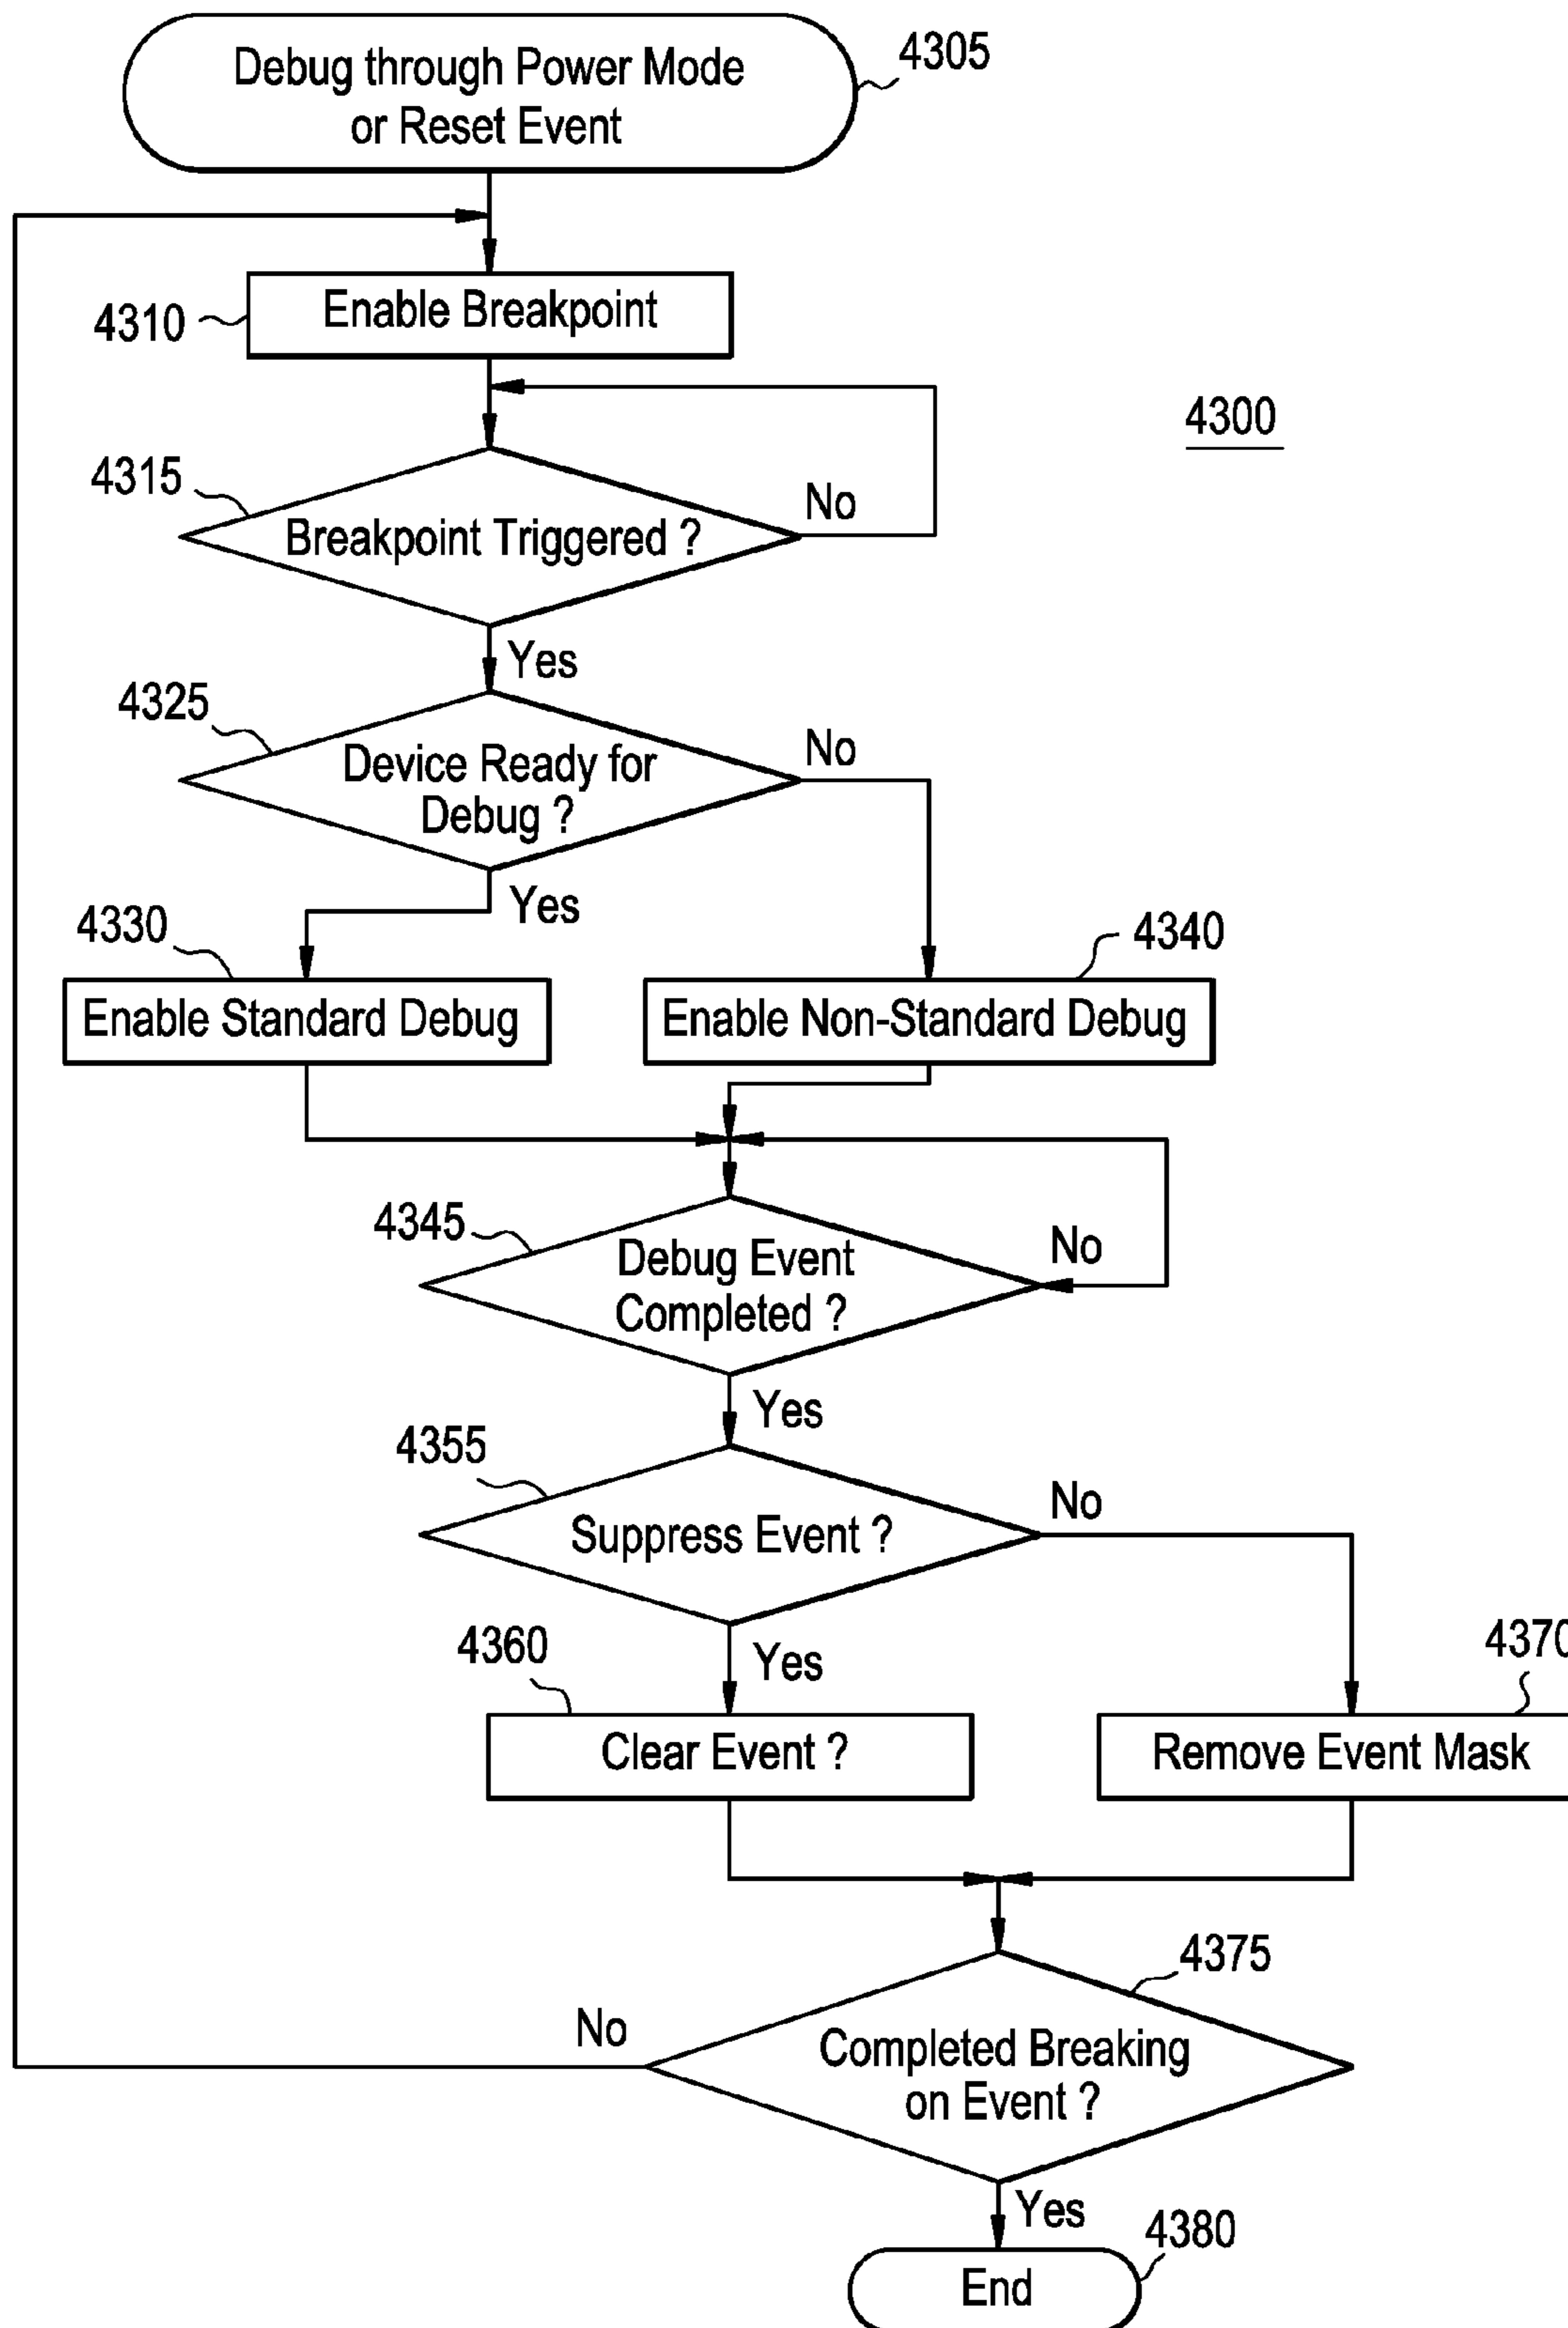 Debug through Power Mode
or Reset Event
4305
Enable Breakpoint
4310
4300
4315
Breakpoint Triggered ?
No
Yes
4325
Device Ready for
Debug ?
No
Yes
4330
4340
Enable Standard Debug
Enable Non-Standard Debug
4345
Debug Event
Completed ?
No
Yes
4355
Suppress Event ?
No
Yes
4360
4370
Clear Event ?
Remove Event Mask
4375
Completed Breaking
on Event ?
No
Yes
4380
End